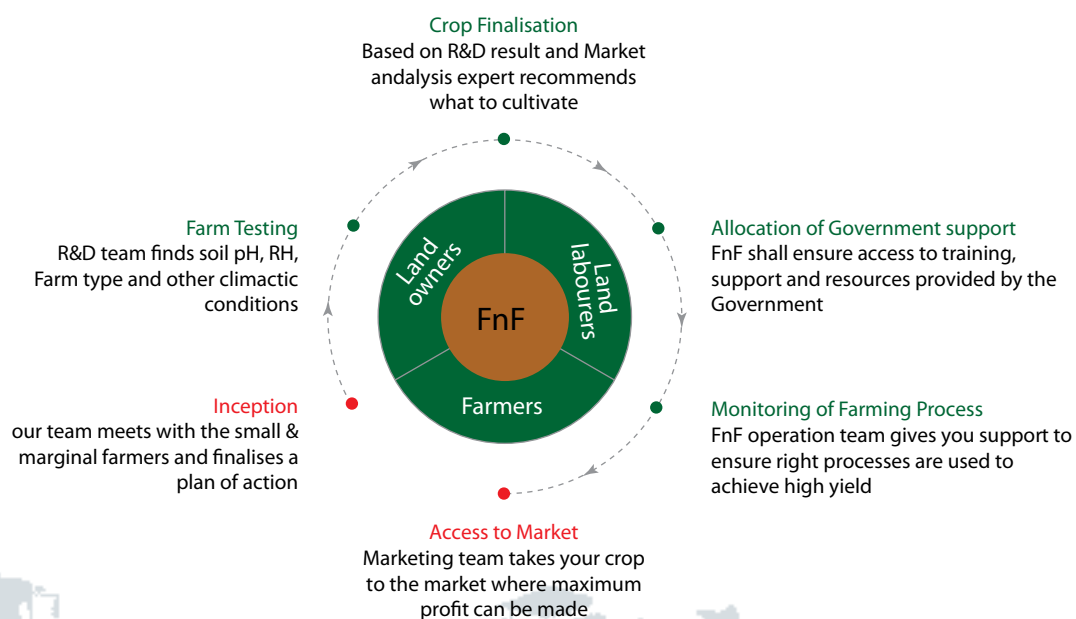 Crop Finalisation
Based on R&D result and Market
andalysis expert recommends
what to cultivate
Farm Testing
R&D team finds soil pH, RH,
Farm type and other climactic
conditions
Allocation of Government support
FnF shall ensure access to training,
support and resources provided by the
Government
Land
owners
Land
labourers
FnF
Farmers
Inception
our team meets with the small &
marginal farmers and finalises a
plan of action
Monitoring of Farming Process
FnF operation team gives you support to
ensure right processes are used to
achieve high yield
Access to Market
Marketing team takes your crop
to the market where maximum
profit can be made